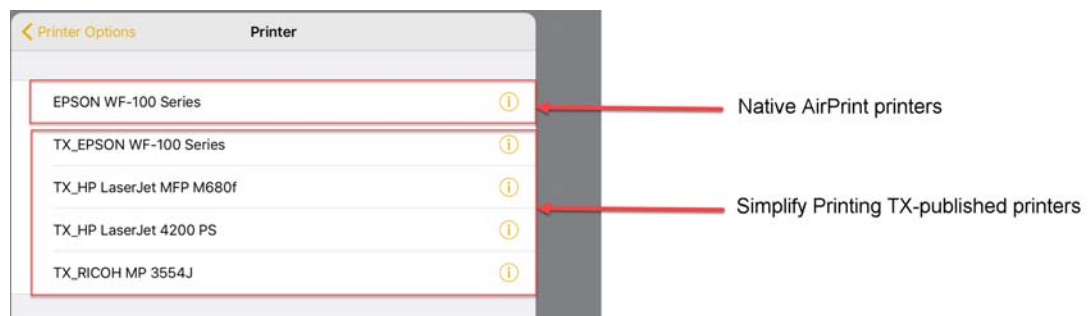 Printer Options
Printer
EPSON WF-100 Series
Native AirPrint printers
TX_EPSON WF-100 Series
TX_HP LaserJet MFP M680f
Simplify Printing TX-published printers
TX_HP LaserJet 4200 PS
TX_RICOH MP 3554J